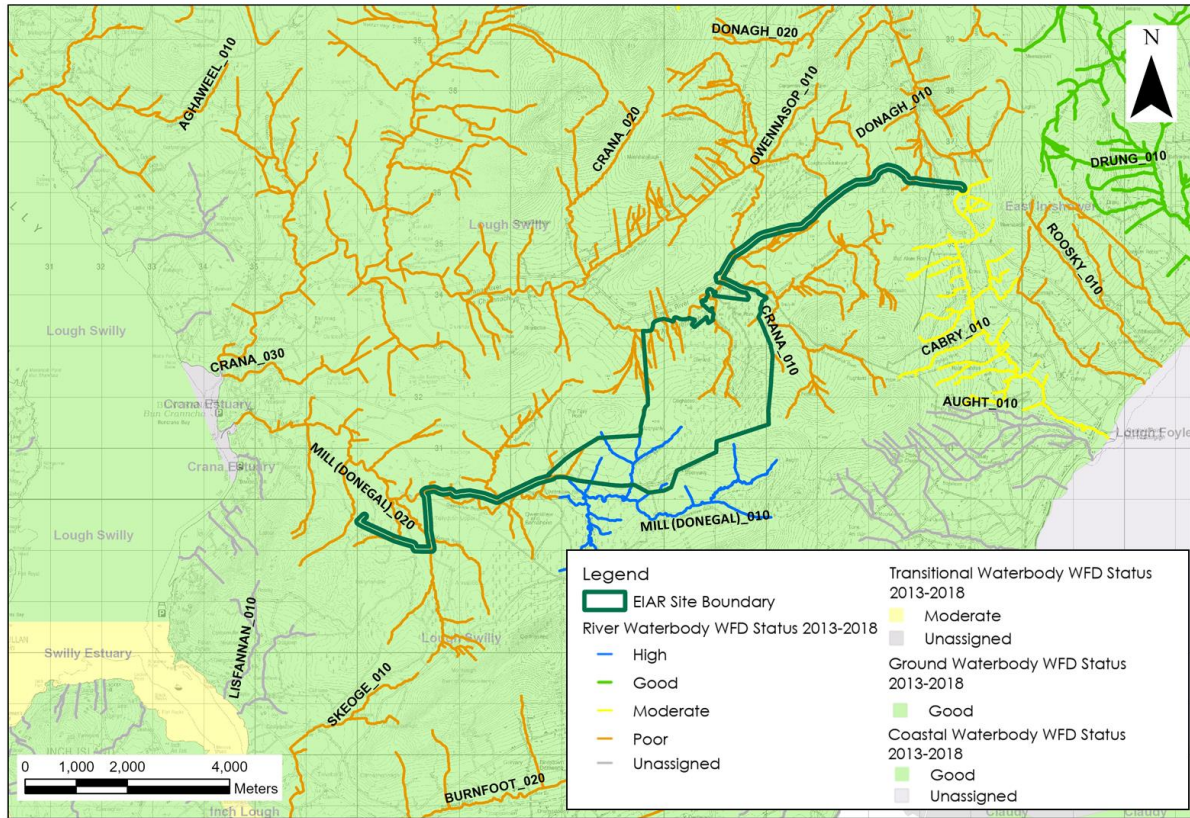 DONAGH_020
N
AGHAWEEL_010
OWENNASOP_010
DONAGH_010
CRANA_020
DRUNG_010
East Inishowen
Lough Swilly
ROOSKY_010
Lough Swilly
CRANA_010
CABRY_010
CRANA_030
Crana Estuary
AUGHT_010
Lough Foyle
Crana Estuary
MILL(DONEGAL)_020
MILL(DONEGAL)_010
Lough Swilly
Lough Swilly
Swilly Estuary
LISFANNAN_010
SKEOGE_010
INCH ISLAND
BURNFOOT_020
Inch Lough
0 1,000 2,000 4,000
Meters
Legend
EIAR Site Boundary
River Waterbody WFD Status 2013-2018
High
Good
Moderate
Poor
Unassigned
Transitional Waterbody WFD Status
2013-2018
Moderate
Unassigned
Ground Waterbody WFD Status
2013-2018
Good
Coastal Waterbody WFD Status
2013-2018
Good
Unassigned
Claudy
Claudy